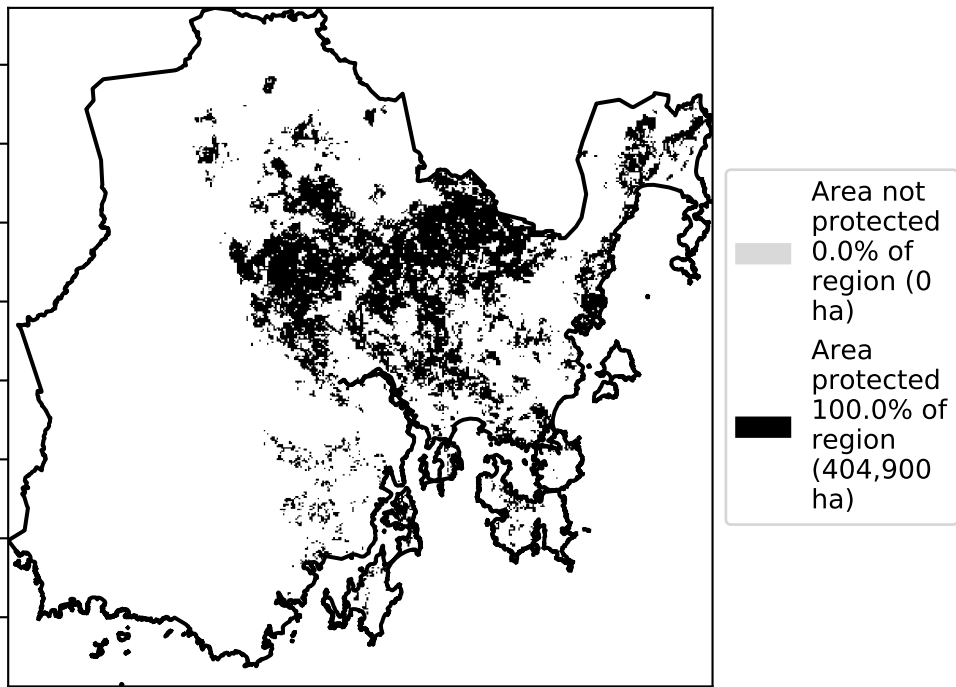 Area not
protected
0.0% of
region (0
ha)
Area
protected
100.0% of
region
(404,900
ha)